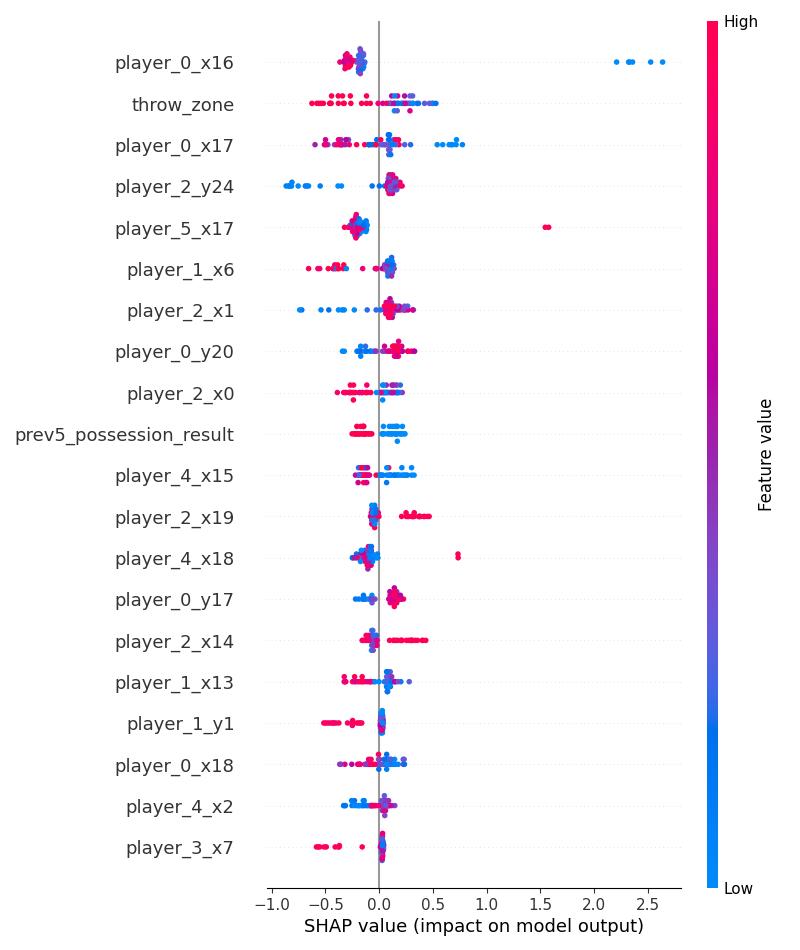 High
player_0_x16
throw_zone
player_0_x17
player_2_y24
player_5_x17
player_1_x6
player_2_x1
player_0_y20
player_2_x0
prev5_possession_result
player_4_x15
player_2_x19
player_4_x18
player_0_y17
player_2_x14
player_1_x13
player_1_y1
player_0_x18
player_4_x2
player_3_x7
Feature value
Low
−1.0 −0.5 0.0 0.5 1.0 1.5 2.0 2.5
SHAP value (impact on model output)